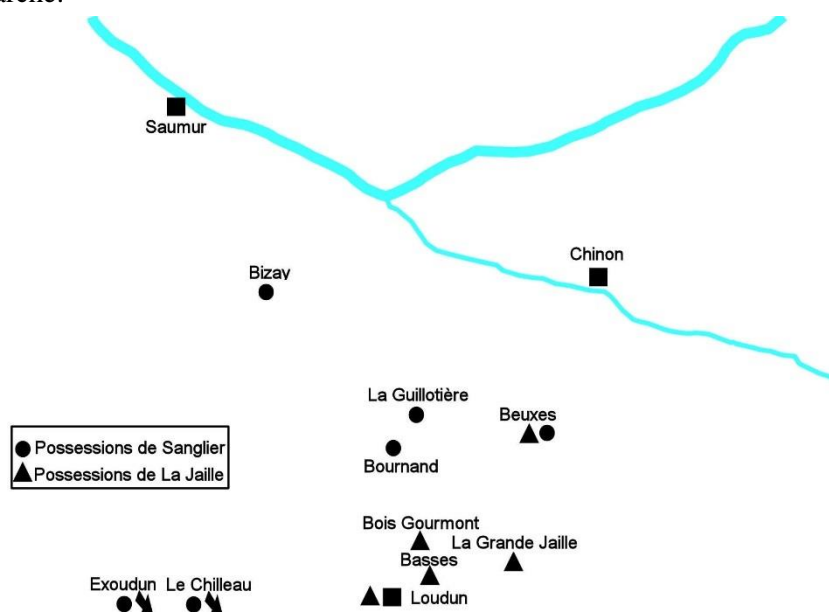 Saumur
Chinon
Bizay
La Guillotière
Beuxes
Possessions de Sanglier
Bournand
Possessions de La Jaille
Bois Gourmont
La Grande Jaille
Basses
Exoudun
Le Chilleau
Loudun